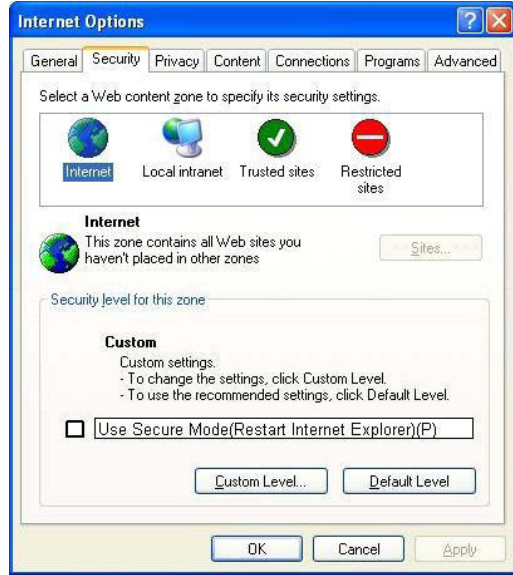 Internet Options
General Security Privacy Content Connections Programs Advanced
Select a Web content zone to specify its security settings.
Internet Local intranet Trusted sites Restricted sites
Internet
This zone contains all Web sites you
haven't placed in other zones
Sites...
Security level for this zone
Custom
Custom settings.
- To change the settings, click Custom Level.
- To use the recommended settings, click Default Level.
Use Secure Mode(Restart Internet Explorer)(P)
Custom Level... Default Level
OK Cancel Apply